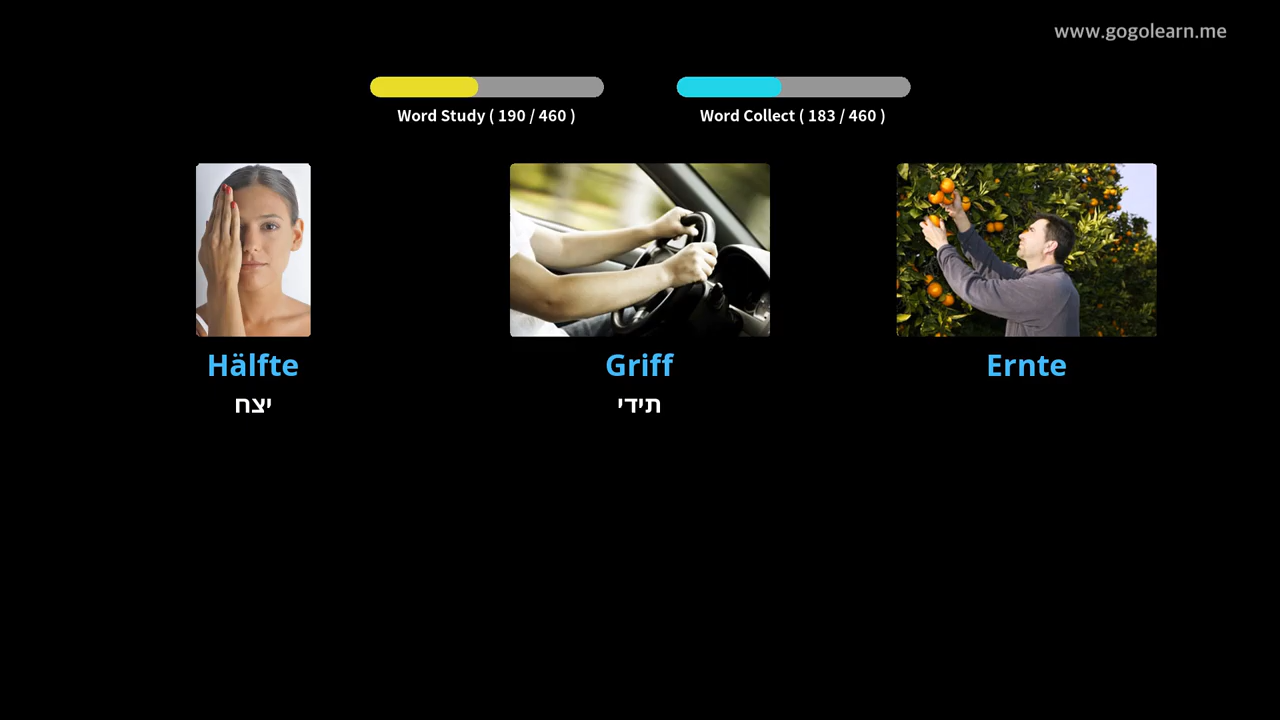 www.gogolearn.me
Word Study ( 190 / 460 )
Word Collect ( 183 / 460 )
Hälfte
יצח
Griff
תידי
Ernte